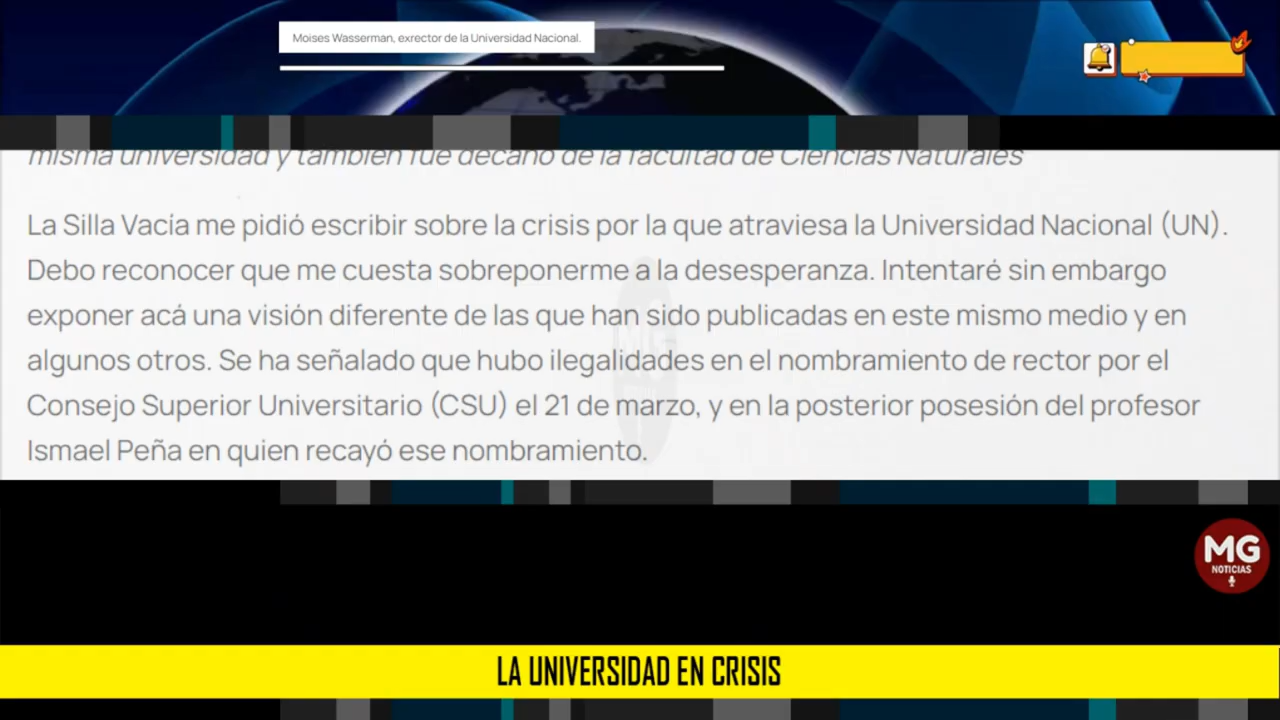 Moises Wasserman, exrector de la Universidad Nacional.
misma universidad y también fue decano de la facultad de Ciencias Naturales
La Silla Vacía me pidió escribir sobre la crisis por la que atraviesa la Universidad Nacional (UN).
Debo reconocer que me cuesta sobreponerme a la desesperanza. Intentaré sin embargo
exponer acá una visión diferente de las que han sido publicadas en este mismo medio y en
algunos otros. Se ha señalado que hubo ilegalidades en el nombramiento de rector por el
Consejo Superior Universitario (CSU) el 21 de marzo, y en la posterior posesión del profesor
Ismael Peña en quien recayó ese nombramiento.
MG
NOTICIAS
LA UNIVERSIDAD EN CRISIS